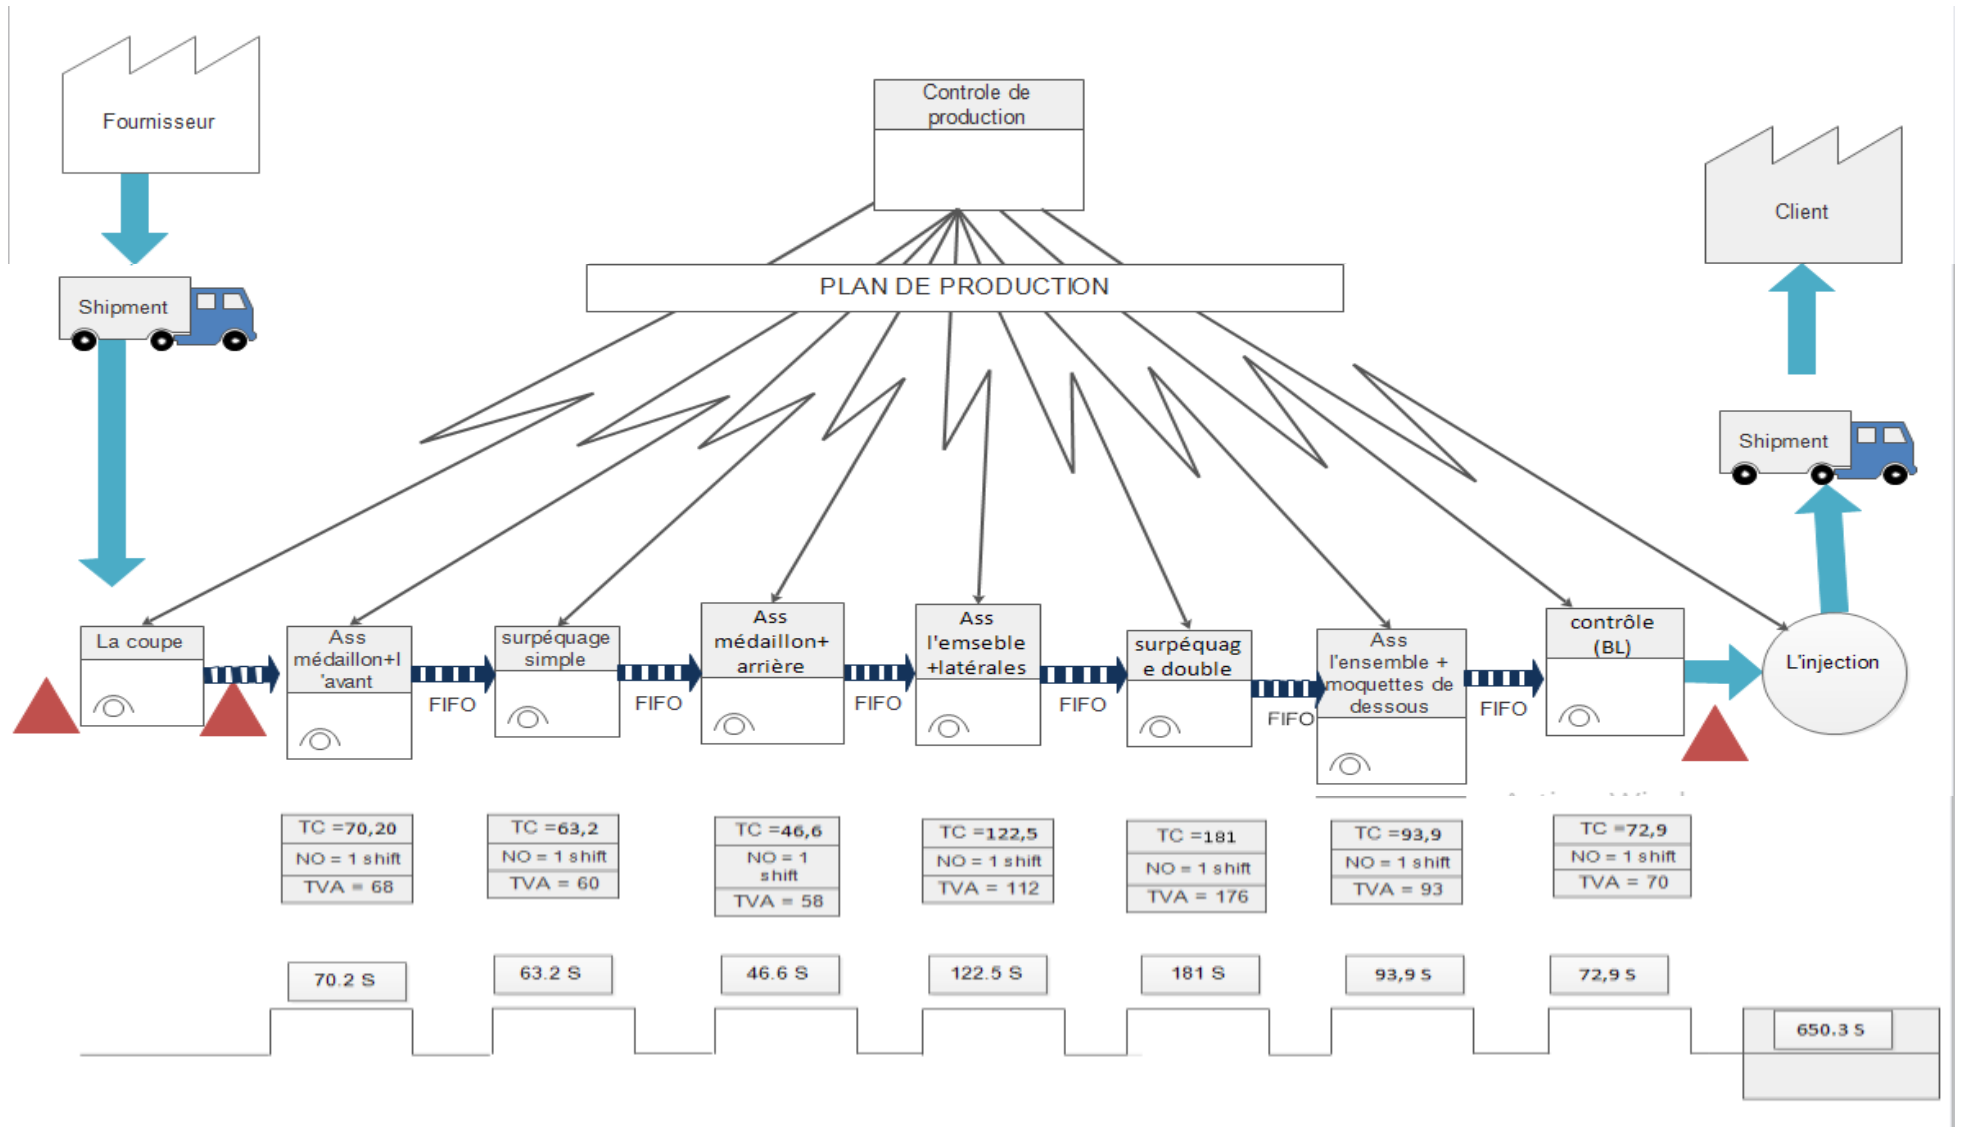 Fournisseur
Controle de
production
Client
PLAN DE PRODUCTION
Shipment
Shipment
La coupe
Ass
médaillon+l
'avant
FIFO
surpéquage
simple
FIFO
Ass
médaillon+
arrière
FIFO
Ass
l'emseble
+latérales
FIFO
surpéquag
e double
FIFO
Ass
l'ensemble +
moquettes de
dessous
FIFO
contrôle
(BL)
L'injection
TC =70,20
NO = 1 shift
TVA = 68
TC =63,2
NO = 1 shift
TVA = 60
TC =46,6
NO = 1
shift
TVA = 58
TC =122,5
NO = 1 shift
TVA = 112
TC =181
NO = 1 shift
TVA = 176
TC =93,9
NO = 1 shift
TVA = 93
TC =72,9
NO = 1 shift
TVA = 70
70.2 S
63.2 S
46.6 S
122.5 S
181 S
93,9 S
72,9 S
650.3 S